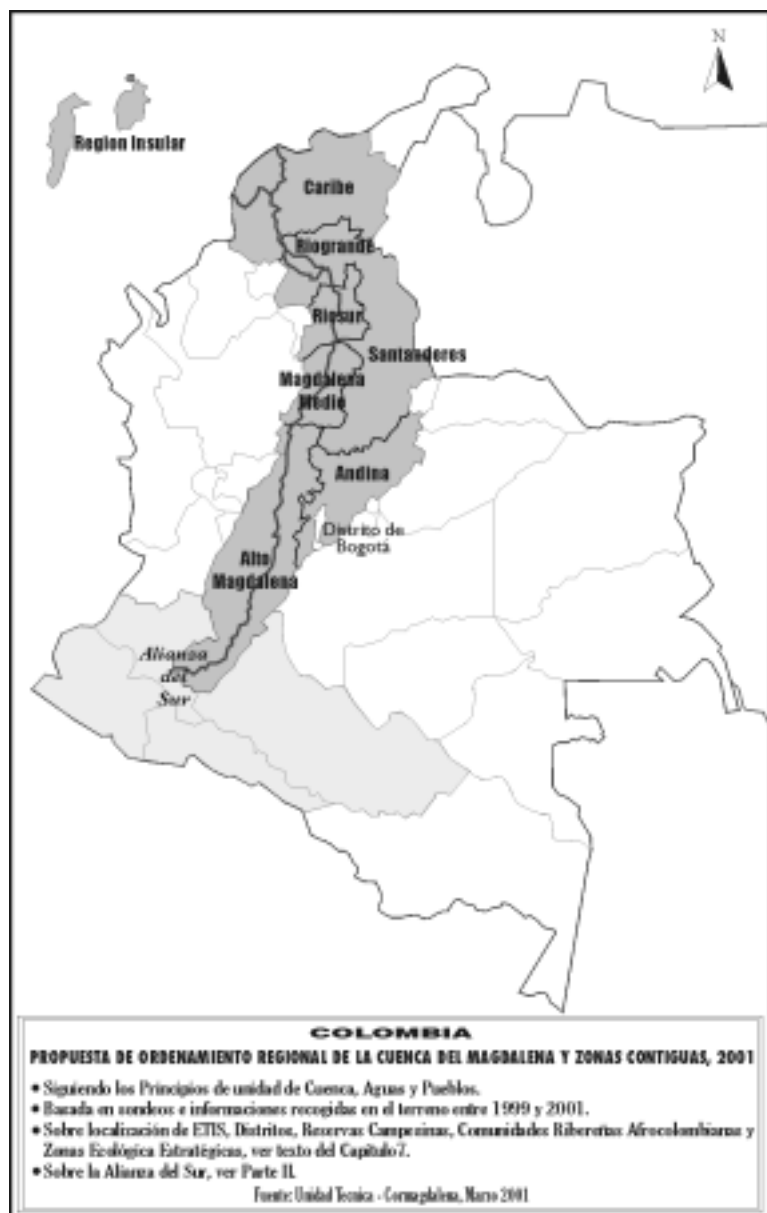 N
Region Insular
Caribe
Riogrande
Riosur
Santanderes
Magdalena
Medio
Andina
Distrito de
Bogotá
Alto
Magdalena
Alianza
del
Sur
COLOMBIA
PROPUESTA DE ORDENAMIENTO REGIONAL DE LA CUENCA DEL MAGDALENA Y ZONAS CONTIGUAS, 2001
• Siguiendo los Principios de unidad de Cuenca, Aguas y Pueblos.
• Basada en sondeos e informaciones recogidas en el terreno entre 1999 y 2001.
• Sobre localización de ETIS, Distritos, Reservas Campesinas, Comunidades Ribereñas Afrocolombianas y
Zonas Ecológica Estratégicas, ver texto del Capítulo 7.
• Sobre la Alianza del Sur, ver Parte II.
Fuente: Unidad Tecnica - Cormagdalena, Marzo 2001